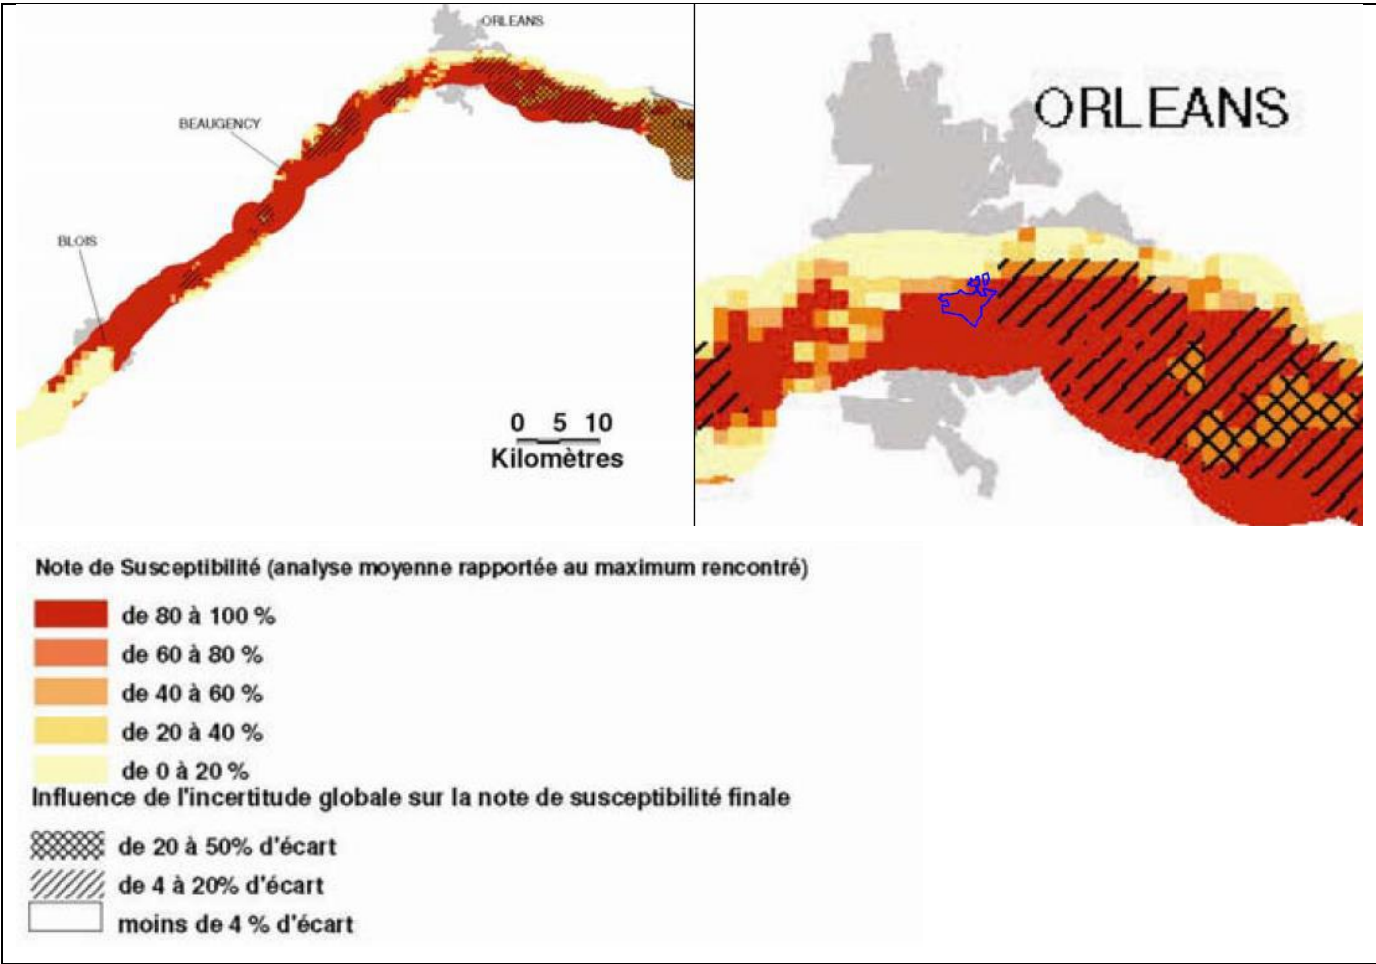 ORLEANS
BEAUGENCY
BLOIS
0 5 10
Kilomètres
ORLEANS
Note de Susceptibilité (analyse moyenne rapportée au maximum rencontré)
de 80 à 100 %
de 60 à 80 %
de 40 à 60 %
de 20 à 40 %
de 0 à 20 %
Influence de l'incertitude globale sur la note de susceptibilité finale
de 20 à 50% d'écart
de 4 à 20% d'écart
moins de 4 % d'écart